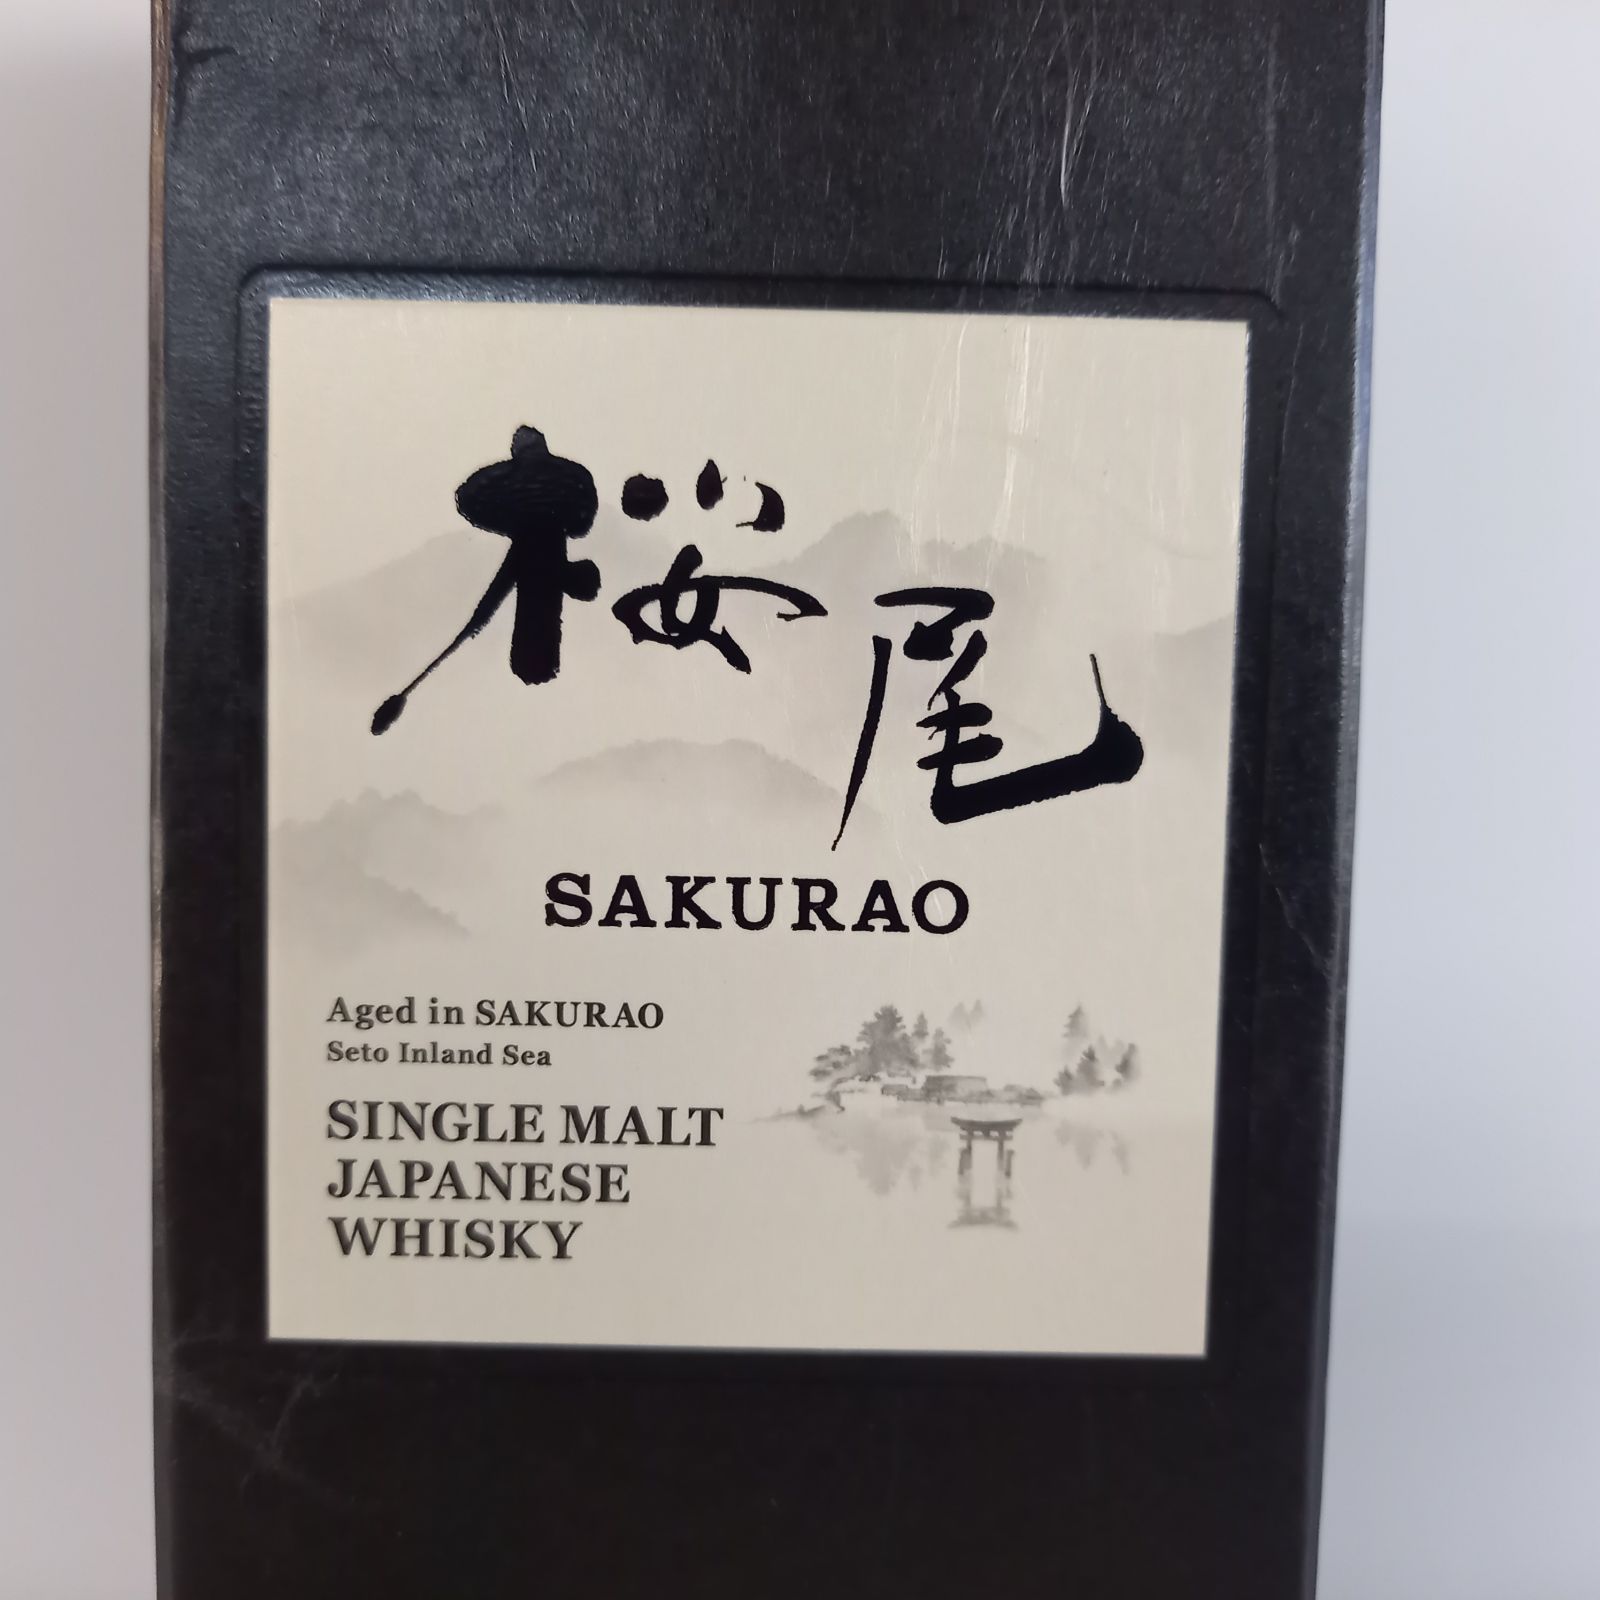 桜尾
SAKURAO
Aged in SAKURAO
Seto Inland Sea
SINGLE MALT
JAPANESE
WHISKY